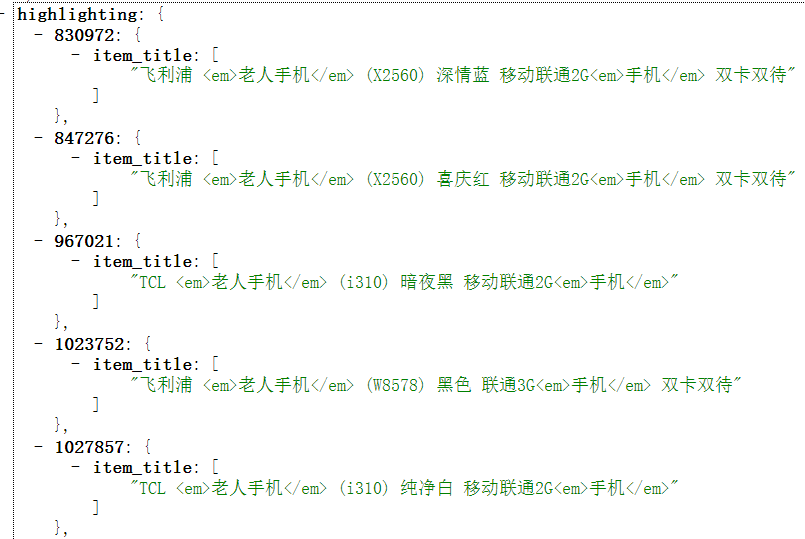 - highlighting: {
- 830972: {
- item_title: [
"飞利浦 <em>老人手机</em> (X2560) 深情蓝 移动联通2G<em>手机</em> 双卡双待"
]
},
- 847276: {
- item_title: [
"飞利浦 <em>老人手机</em> (X2560) 喜庆红 移动联通2G<em>手机</em> 双卡双待"
]
},
- 967021: {
- item_title: [
"TCL <em>老人手机</em> (i310) 暗夜黑 移动联通2G<em>手机</em>"
]
},
- 1023752: {
- item_title: [
"飞利浦 <em>老人手机</em> (W8578) 黑色 联通3G<em>手机</em> 双卡双待"
]
},
- 1027857: {
- item_title: [
"TCL <em>老人手机</em> (i310) 纯净白 移动联通2G<em>手机</em>"
]
},